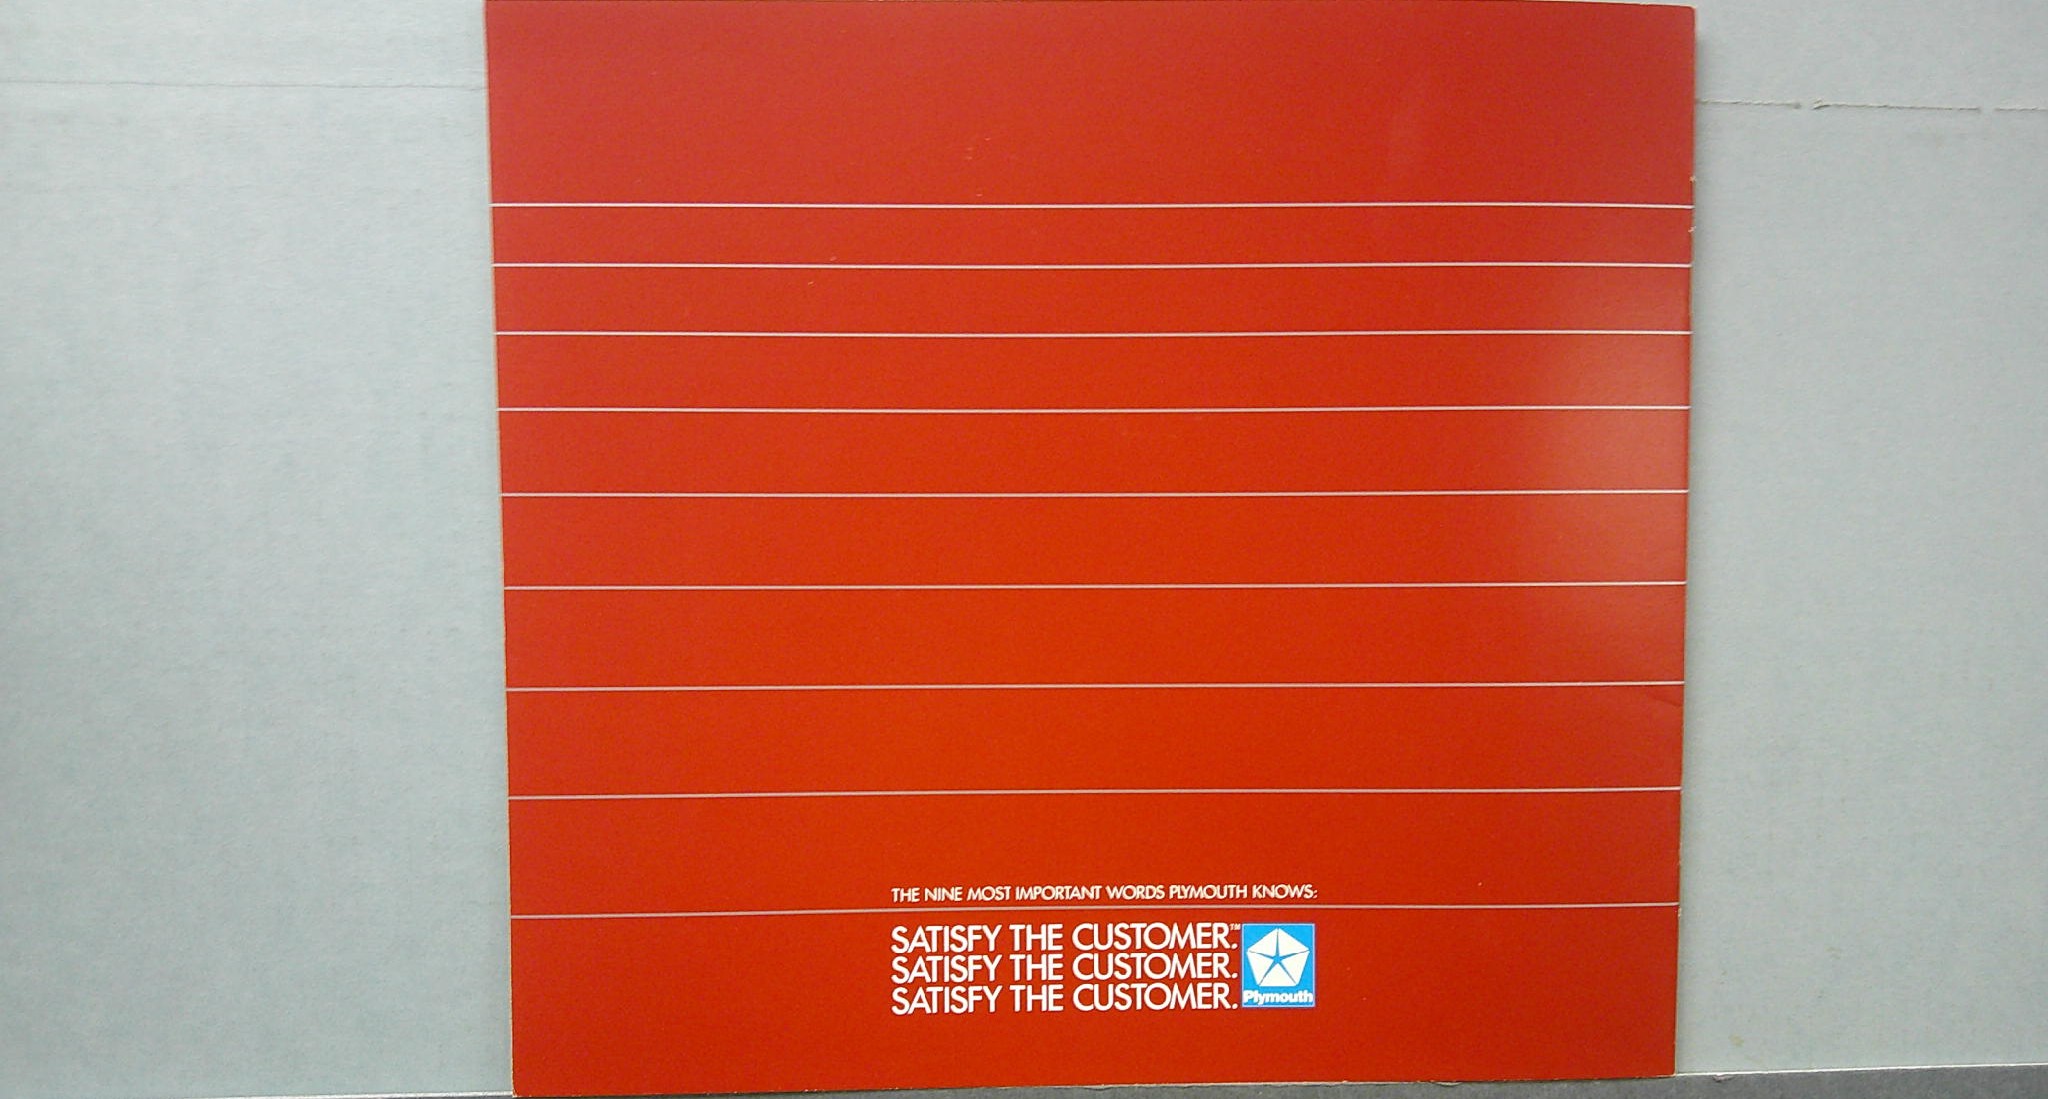 THE NINE MOST IMPORTANT WORDS PLYMOUTH KNOWS:
SATISFY THE CUSTOMER.™
SATISFY THE CUSTOMER.
SATISFY THE CUSTOMER.
Plymouth